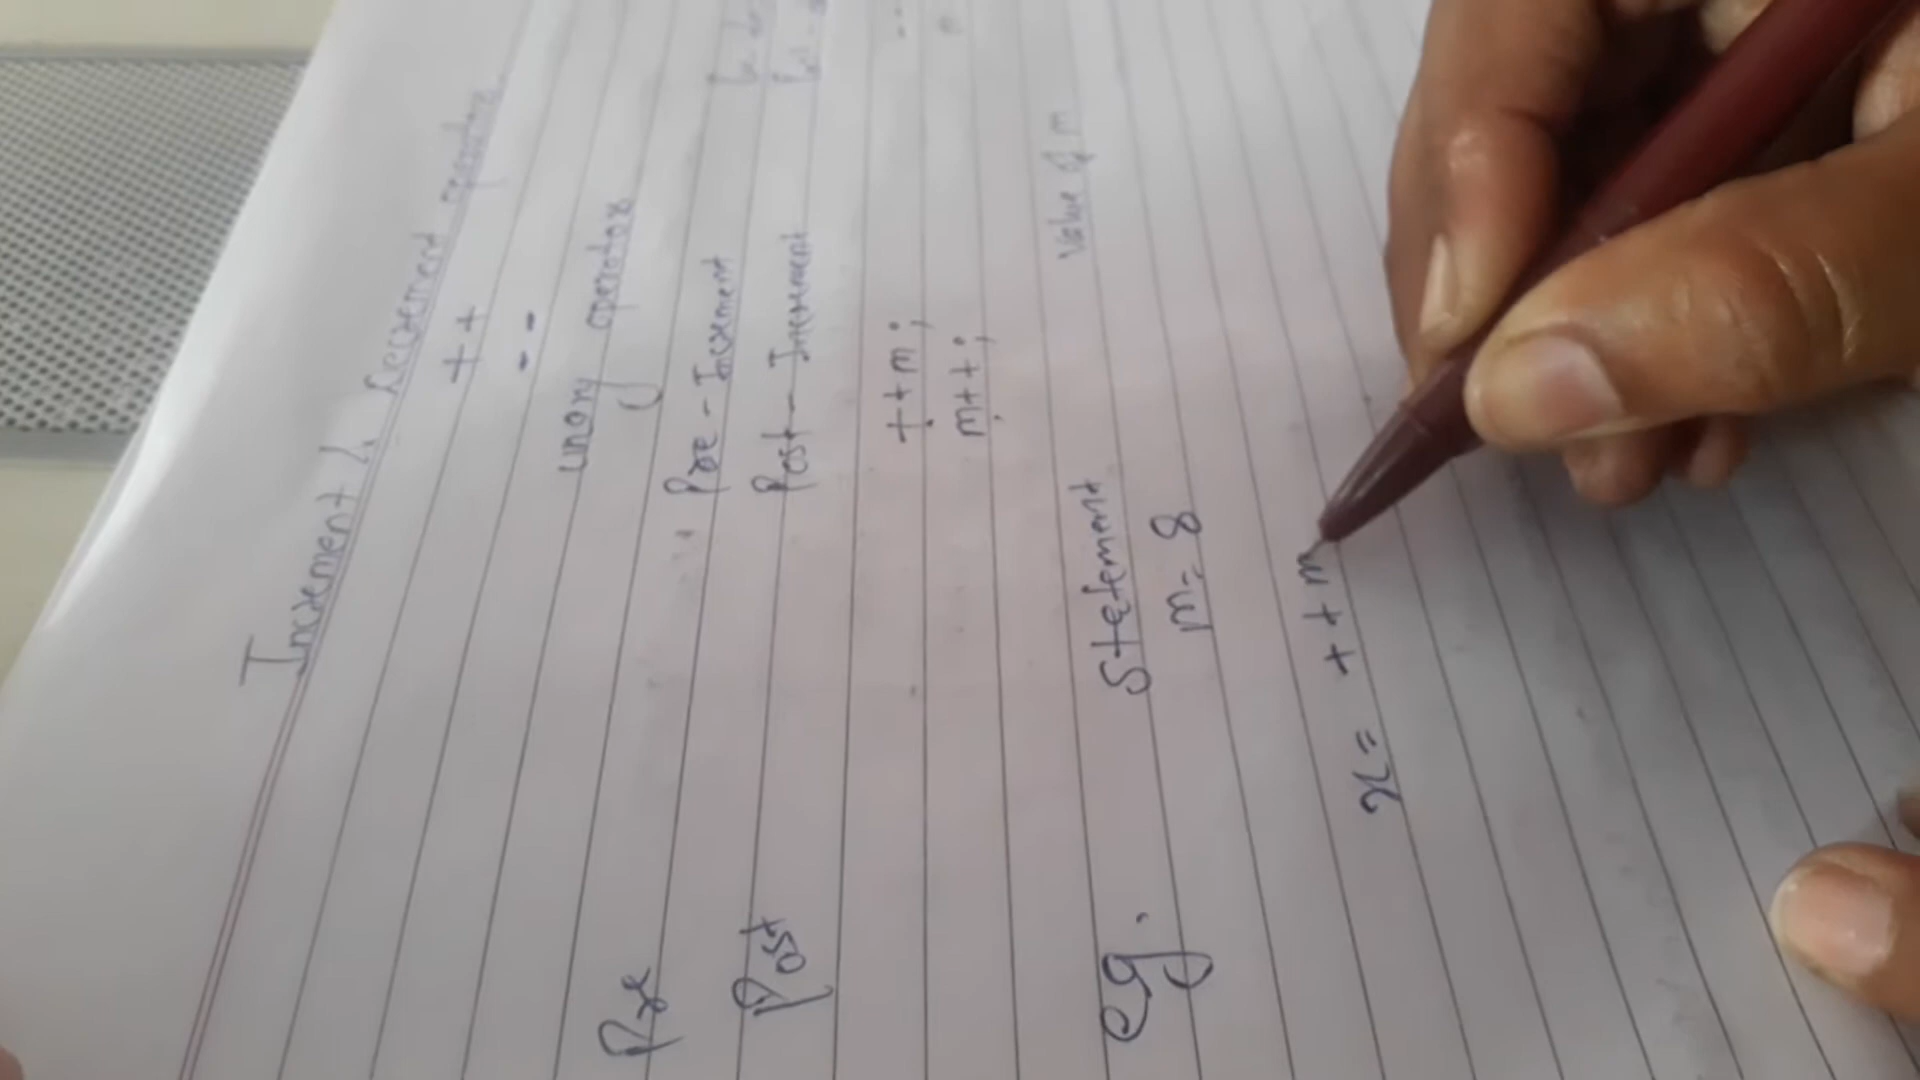 Increment & Decrement operator
++
--
unary operator
Pre Pre - Increment
Post Post - Increment
++m;
m++;
eg. Statement value of m
m = 8
x = ++m